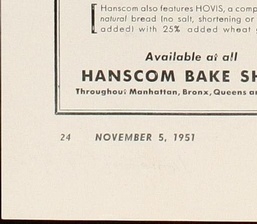 Hanscom also features HOVIS, a comp
natural bread (no salt, shortening or
added) with 25% added wheat g
Available at all
HANSCOM BAKE SH
Throughout Manhattan, Bronx, Queens an
24 NOVEMBER 5, 1951